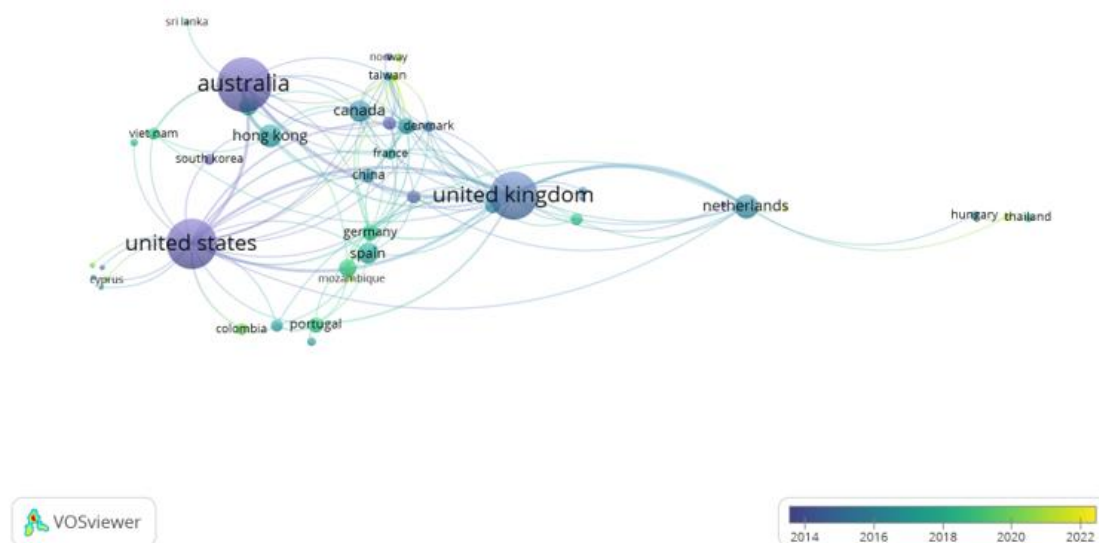 sri lanka
norway
taiwan
australia
canada
denmark
viet nam
hong kong
south korea
france
china
united kingdom
netherlands
hungary
thailand
germany
united states
spain
mozambique
cyprus
colombia
portugal
VOSviewer
2014 2016 2018 2020 2022